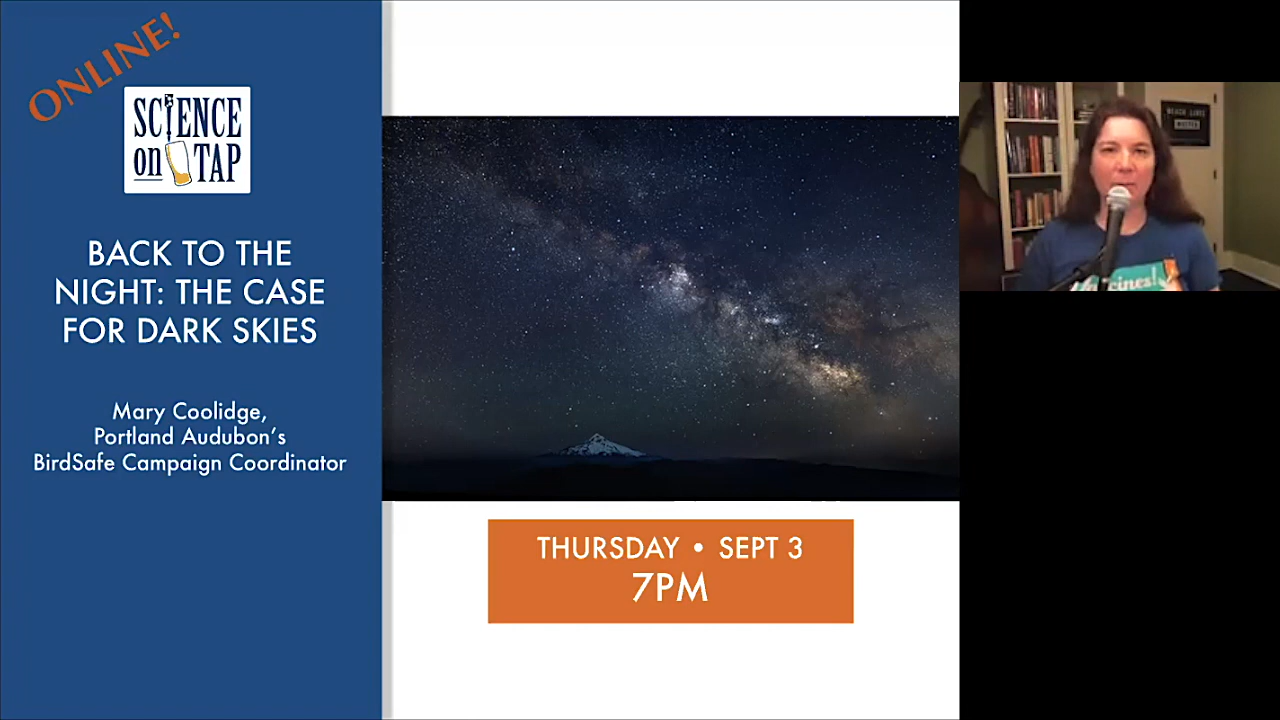 ONLINE!
SCIENCE
on TAP
BACK TO THE
NIGHT: THE CASE
FOR DARK SKIES
Mary Coolidge,
Portland Audubon's
BirdSafe Campaign Coordinator
THURSDAY • SEPT 3
7PM